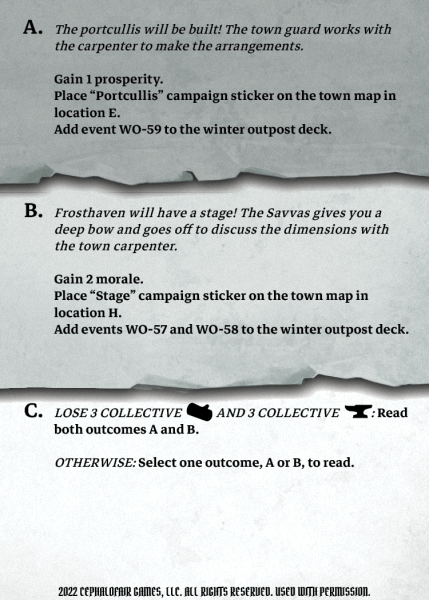 A. The portcullis will be built! The town guard works with
the carpenter to make the arrangements.
Gain 1 prosperity.
Place “Portcullis” campaign sticker on the town map in
location E.
Add event WO-59 to the winter outpost deck.
B. Frosthaven will have a stage! The Savvas gives you a
deep bow and goes off to discuss the dimensions with
the town carpenter.
Gain 2 morale.
Place “Stage” campaign sticker on the town map in
location H.
Add events WO-57 and WO-58 to the winter outpost deck.
C. LOSE 3 COLLECTIVE AND 3 COLLECTIVE : Read
both outcomes A and B.
OTHERWISE: Select one outcome, A or B, to read.
2022 CEPHALOFAIR GAMES, LLC. ALL RIGHTS RESERVED. USED WITH PERMISSION.